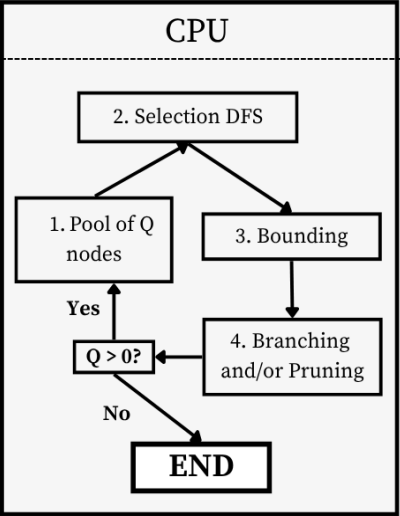 CPU
2. Selection DFS
1. Pool of Q
nodes
3. Bounding
Yes
4. Branching
and/or Pruning
Q > 0?
No
END